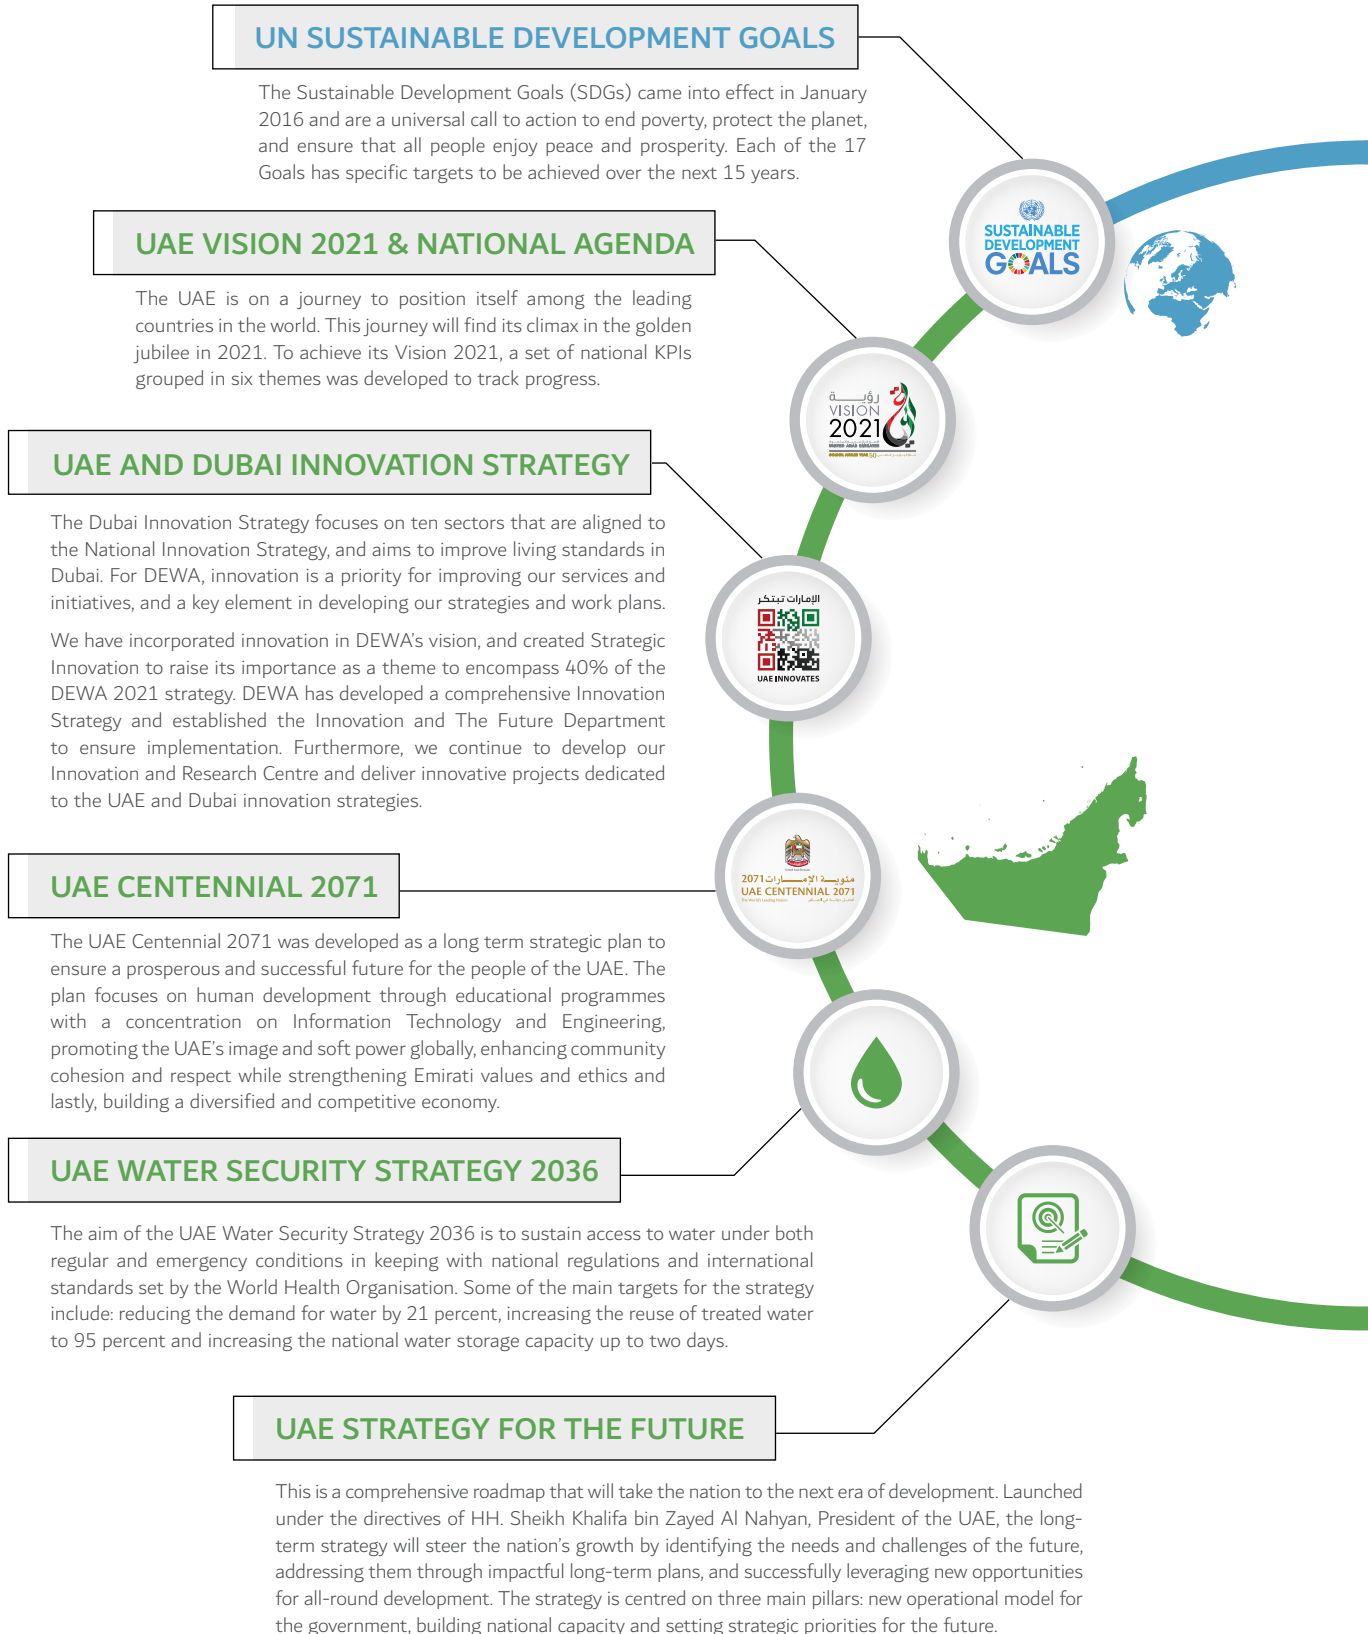 UN SUSTAINABLE DEVELOPMENT GOALS
The Sustainable Development Goals (SDGs) came into effect in January
2016 and are a universal call to action to end poverty, protect the planet,
and ensure that all people enjoy peace and prosperity. Each of the 17
Goals has specific targets to be achieved over the next 15 years.
SUSTAINABLE
DEVELOPMENT
GOALS
UAE VISION 2021 & NATIONAL AGENDA
The UAE is on a journey to position itself among the leading
countries in the world. This journey will find its climax in the golden
jubilee in 2021. To achieve its Vision 2021, a set of national KPIs
grouped in six themes was developed to track progress.
رؤيــــة
VISION
2021
UNITED ARAB EMIRATES
UAE AND DUBAI INNOVATION STRATEGY
The Dubai Innovation Strategy focuses on ten sectors that are aligned to
the National Innovation Strategy, and aims to improve living standards in
Dubai. For DEWA, innovation is a priority for improving our services and
initiatives, and a key element in developing our strategies and work plans.
We have incorporated innovation in DEWA's vision, and created Strategic
Innovation to raise its importance as a theme to encompass 40% of the
DEWA 2021 strategy. DEWA has developed a comprehensive Innovation
Strategy and established the Innovation and The Future Department
to ensure implementation. Furthermore, we continue to develop our
Innovation and Research Centre and deliver innovative projects dedicated
to the UAE and Dubai innovation strategies.
الإمارات تبتكر
UAE INNOVATES
UAE CENTENNIAL 2071
The UAE Centennial 2071 was developed as a long term strategic plan to
ensure a prosperous and successful future for the people of the UAE. The
plan focuses on human development through educational programmes
with a concentration on Information Technology and Engineering,
promoting the UAE's image and soft power globally, enhancing community
cohesion and respect while strengthening Emirati values and ethics and
lastly, building a diversified and competitive economy.
مئويــــة الإمـــــارات 2071
UAE CENTENNIAL 2071
UAE WATER SECURITY STRATEGY 2036
The aim of the UAE Water Security Strategy 2036 is to sustain access to water under both
regular and emergency conditions in keeping with national regulations and international
standards set by the World Health Organisation. Some of the main targets for the strategy
include: reducing the demand for water by 21 percent, increasing the reuse of treated water
to 95 percent and increasing the national water storage capacity up to two days.
UAE STRATEGY FOR THE FUTURE
This is a comprehensive roadmap that will take the nation to the next era of development. Launched
under the directives of HH. Sheikh Khalifa bin Zayed Al Nahyan, President of the UAE, the long-
term strategy will steer the nation's growth by identifying the needs and challenges of the future,
addressing them through impactful long-term plans, and successfully leveraging new opportunities
for all-round development. The strategy is centred on three main pillars: new operational model for
the government, building national capacity and setting strategic priorities for the future.